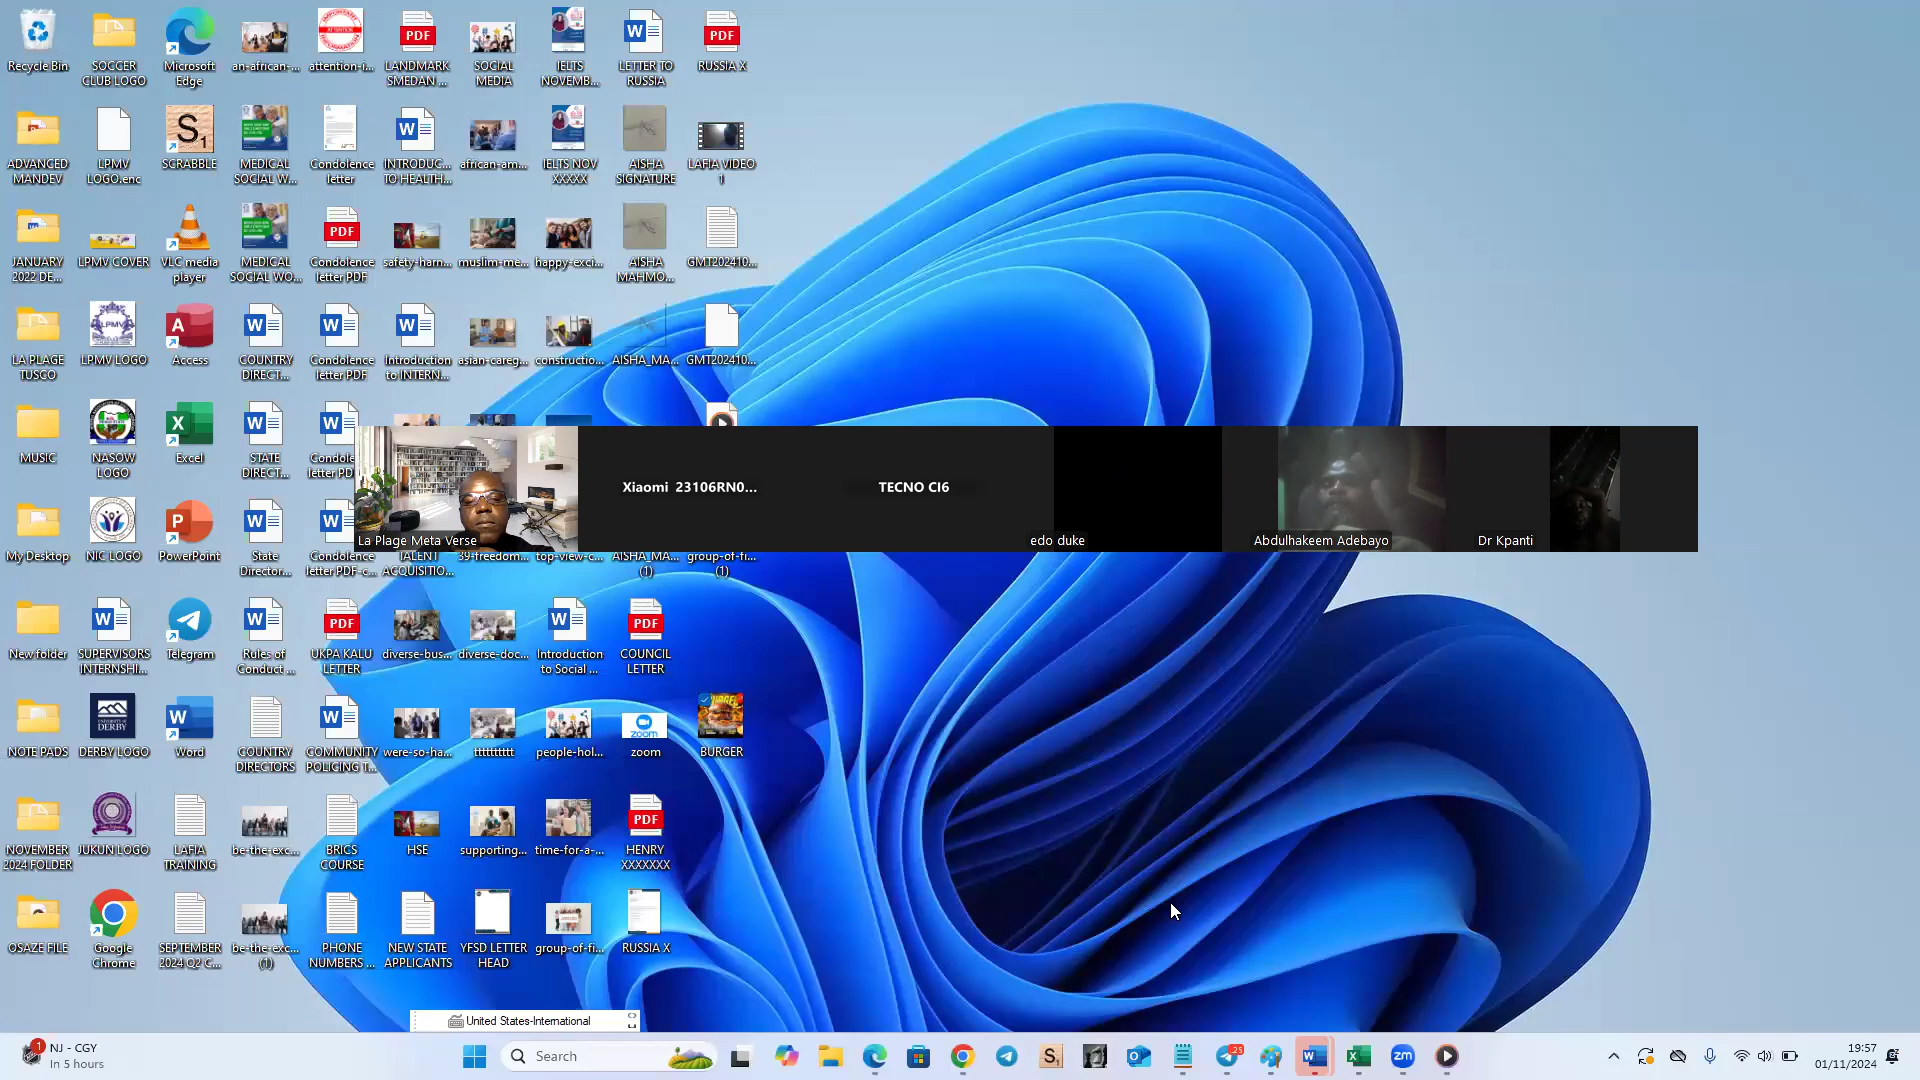 Recycle Bin
SOCCER CLUB LOGO
Microsoft Edge
an-african-...
attention-i...
LANDMARK SMEDAN ...
SOCIAL MEDIA
IELTS NOVEMB...
LETTER TO RUSSIA
RUSSIA X
ADVANCED MANDEV
LPMV LOGO.enc
SCRABBLE
MEDICAL SOCIAL W...
Condolence letter
INTRODUC... TO HEALTH...
african-am...
IELTS NOV XXXXX
AISHA SIGNATURE
LAFIA VIDEO 1
JANUARY 2022 DE...
LPMV COVER
VLC media player
MEDICAL SOCIAL WO...
Condolence letter PDF
safety-harn...
muslim-me...
happy-exci...
AISHA MAHMO...
GMT202410...
LA PLAGE TUSCO
LPMV LOGO
Access
COUNTRY DIRECT...
Condolence letter PDF
Introduction to INTERN...
asian-careg...
constructio...
AISHA_MA...
GMT202410...
MUSIC
NASOW LOGO
Excel
STATE DIRECT...
My Desktop
NIC LOGO
PowerPoint
State Director...
Condolence letter PDF-c...
TALENT ACQUISITIO...
39-freedom...
top-view-c...
AISHA_MA... (1)
group-of-fi... (1)
La Plage Meta Verse
Xiaomi 23106RN0...
TECNO CI6
edo duke
Abdulhakeem Adebayo
Dr Kpanti
New folder
SUPERVISORS INTERNSHI...
Telegram
Rules of Conduct ...
UKPA KALU LETTER
diverse-bus...
diverse-doc...
Introduction to Social ...
COUNCIL LETTER
NOTE PADS
DERBY LOGO
Word
COUNTRY DIRECTORS
COMMUNITY POLICING T...
were-so-ha...
tttttttttt
people-hol...
zoom
BURGER
NOVEMBER 2024 FOLDER
JUKUN LOGO
LAFIA TRAINING
be-the-exc...
BRICS COURSE
HSE
supporting...
time-for-a-...
HENRY XXXXXXX
OSAZE FILE
Google Chrome
SEPTEMBER 2024 Q2 C...
be-the-exc... (1)
PHONE NUMBERS ...
NEW STATE APPLICANTS
YFSD LETTER HEAD
group-of-fi...
RUSSIA X
United States-International
NJ - CGY
In 5 hours
Search
19:57
01/11/2024